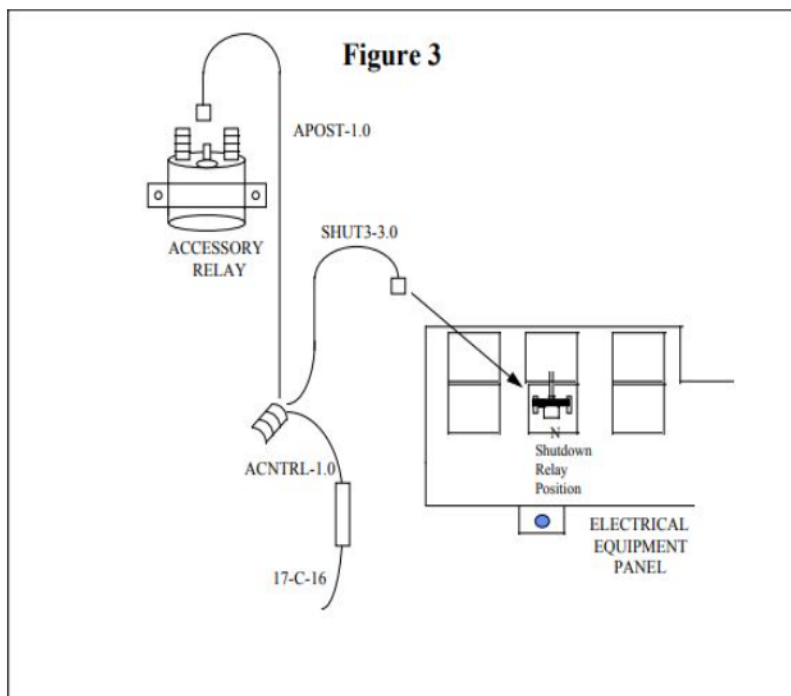 Figure 3
APOST-1.0
SHUT3-3.0
ACCESSORY
RELAY
ACNTRL-1.0
N
Shutdown
Relay
Position
ELECTRICAL
EQUIPMENT
PANEL
17-C-16